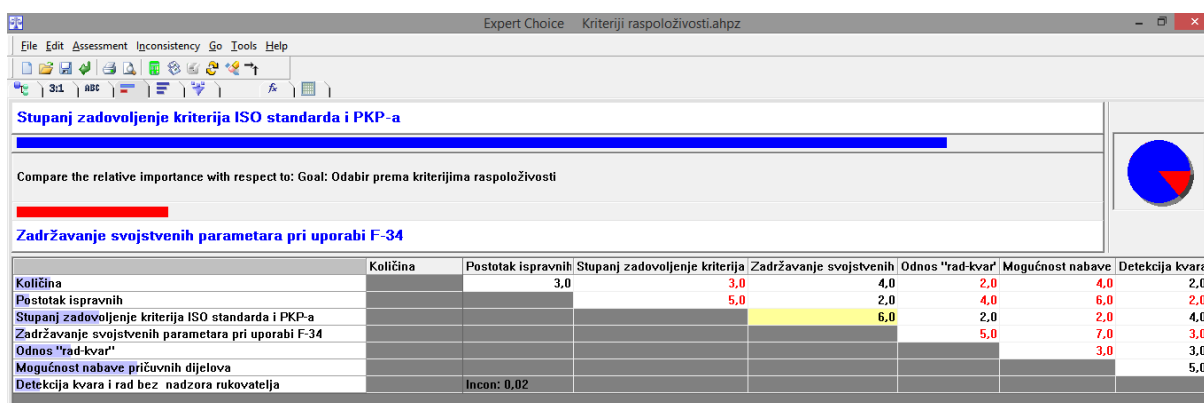 Expert Choice Kriteriji raspoloživosti.ahpz
File Edit Assessment Inconsistency Go Tools Help
3:1 ABC fx
Stupanj zadovoljenje kriterija ISO standarda i PKP-a
Compare the relative importance with respect to: Goal: Odabir prema kriterijima raspoloživosti
Zadržavanje svojstvenih parametara pri uporabi F-34
Količina Postotak ispravnih Stupanj zadovoljenje kriterija Zadržavanje svojstvenih Odnos "rad-kvar' Mogućnost nabave Detekcija kvara
Količina 3,0 3,0 4,0 2,0 4,0 2,0
Postotak ispravnih 5,0 2,0 4,0 6,0 2,0
Stupanj zadovoljenje kriterija ISO standarda i PKP-a 6,0 2,0 2,0 4,0
Zadržavanje svojstvenih parametara pri uporabi F-34 5,0 7,0 3,0
Odnos "rad-kvar" 3,0 3,0
Mogućnost nabave pričuvnih dijelova 5,0
Detekcija kvara i rad bez nadzora rukovatelja Incon: 0,02